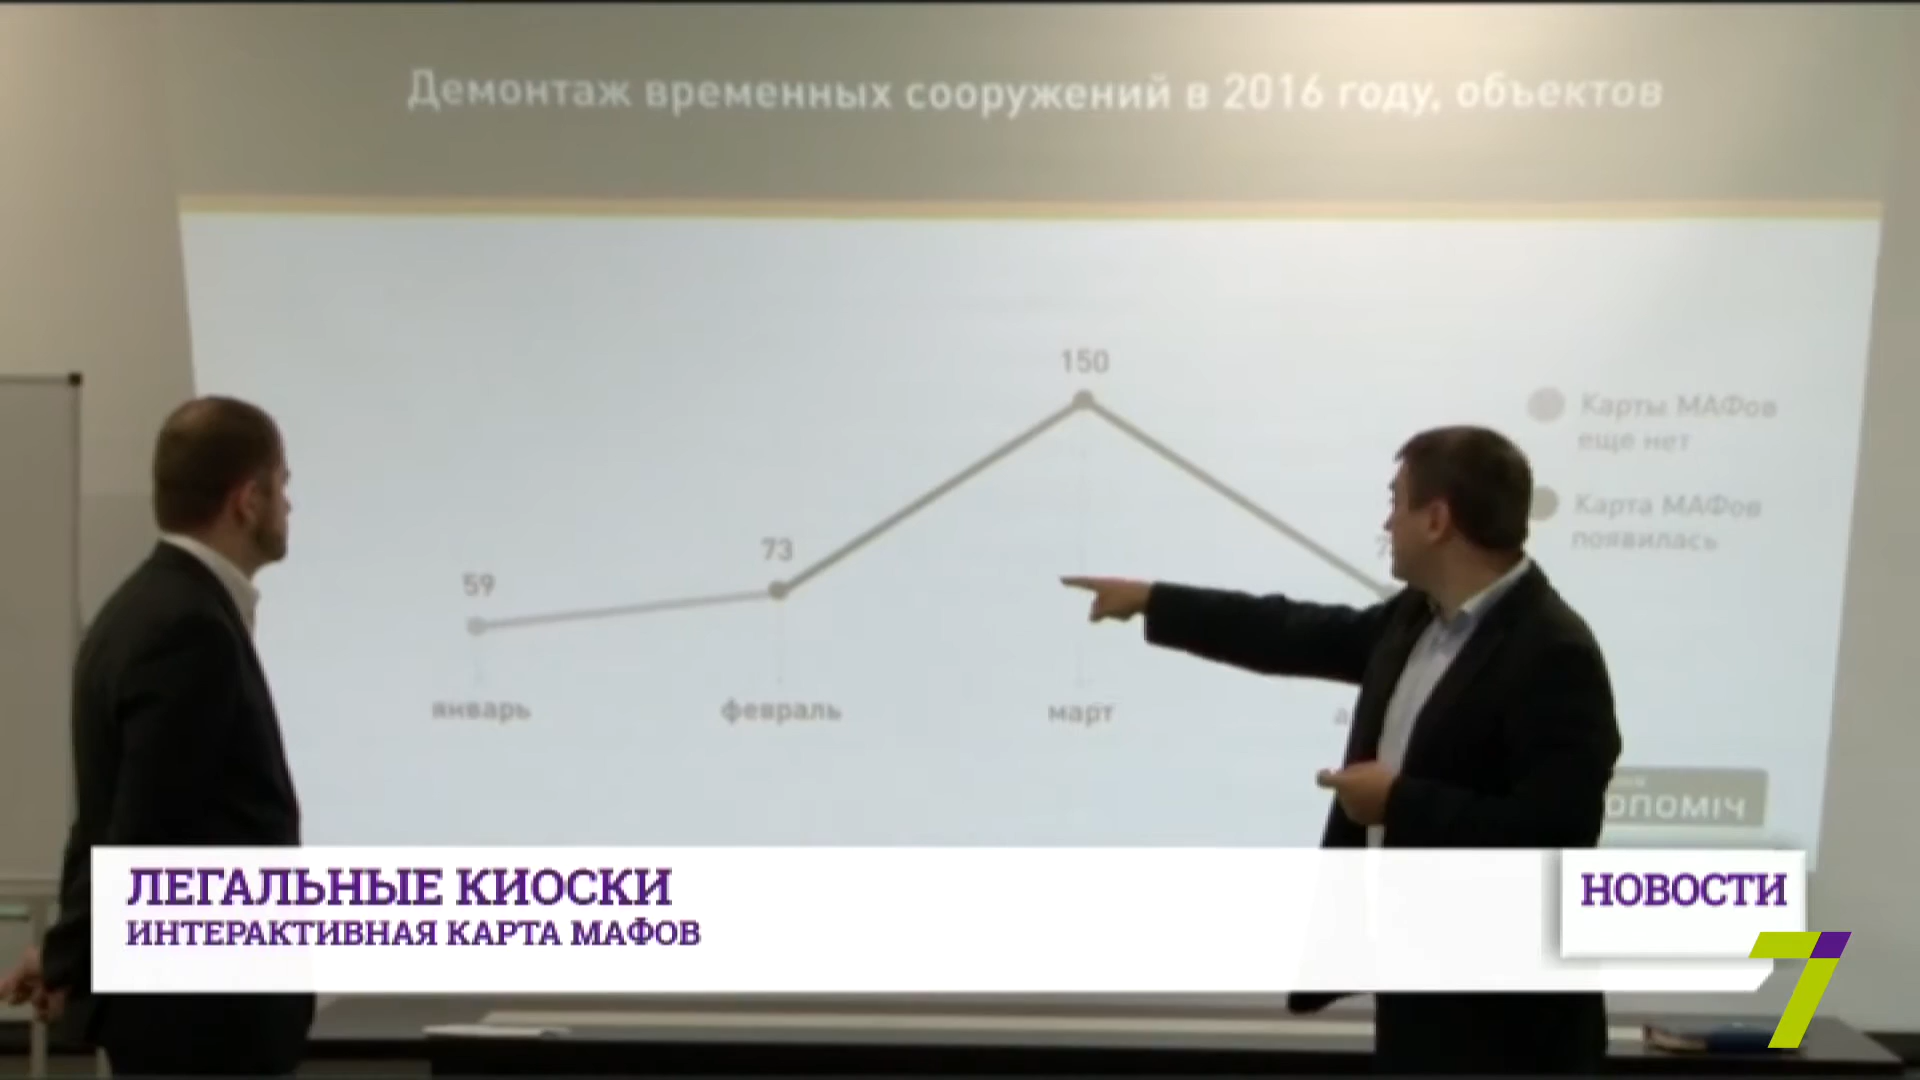 Демонтаж временных сооружений в 2016 году, объектов
150
Карты МАФов
еще нет
Карта МАФов
появилась
73
59
январь
февраль
март
ЛЕГАЛЬНЫЕ КИОСКИ
ИНТЕРАКТИВНАЯ КАРТА МАФОВ
НОВОСТИ
7